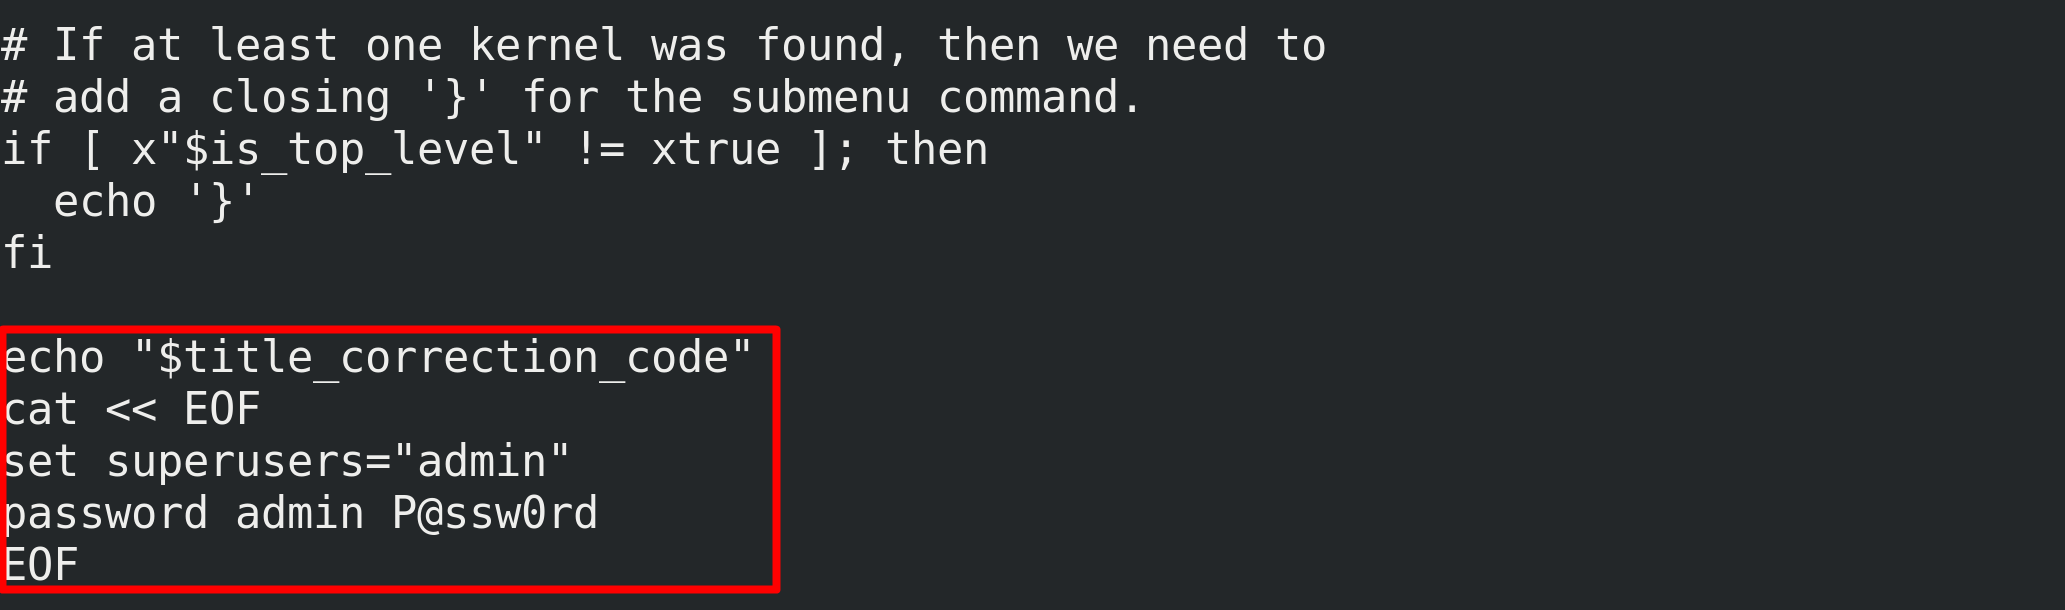 # If at least one kernel was found, then we need to
# add a closing '}' for the submenu command.
if [ x"$is_top_level" != xtrue ]; then
  echo '}'
fi

echo "$title_correction_code"
cat << EOF
set superusers="admin"
password admin P@ssw0rd
EOF